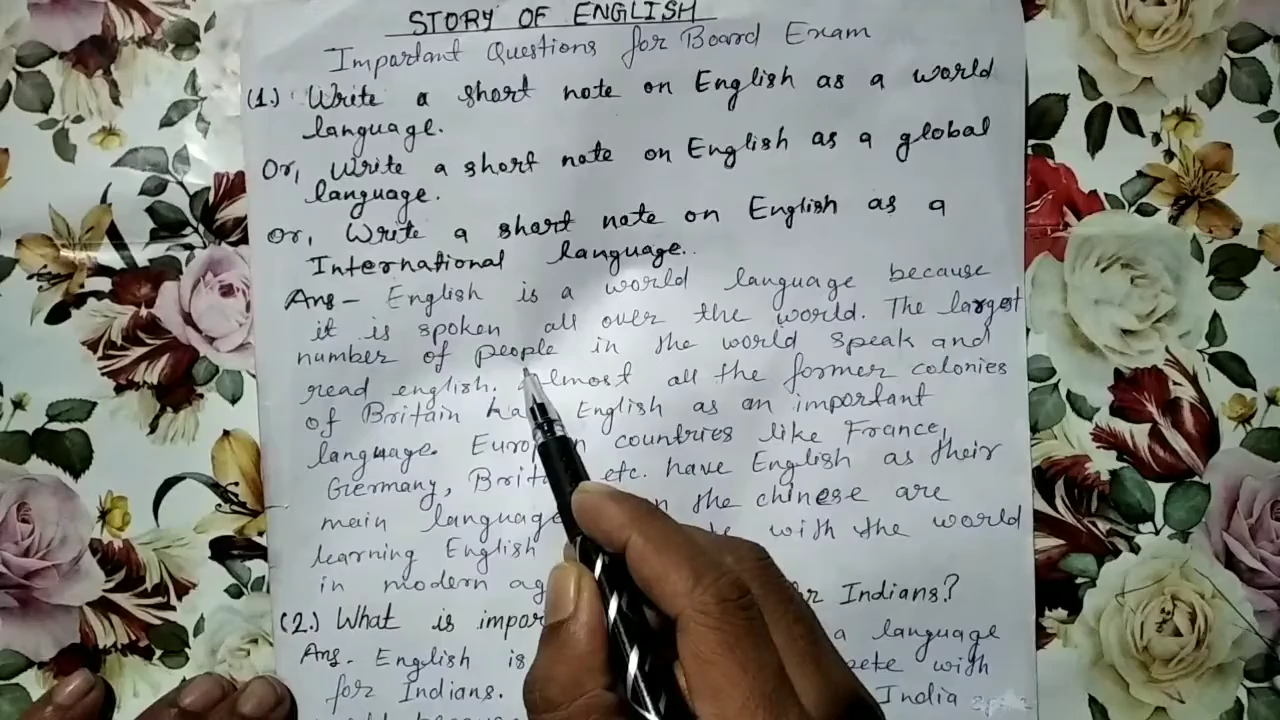 STORY OF ENGLISH
Important Questions for Board Exam
(1.) Write a short note on English as a world
language.
Or, Write a short note on English as a global
language.
Or, Write a short note on English as a
International language.
Ans - English is a world language because
it is spoken all over the world. The largest
number of people in the world speak and
read english. Almost all the former colonies
of Britain English as an important
language. countries like France,
Germany, etc. have English as their
main language the chinese are
learning English with the world
in modern
(2.) What is Indians?
Ans. English is a language
for Indians. with
India